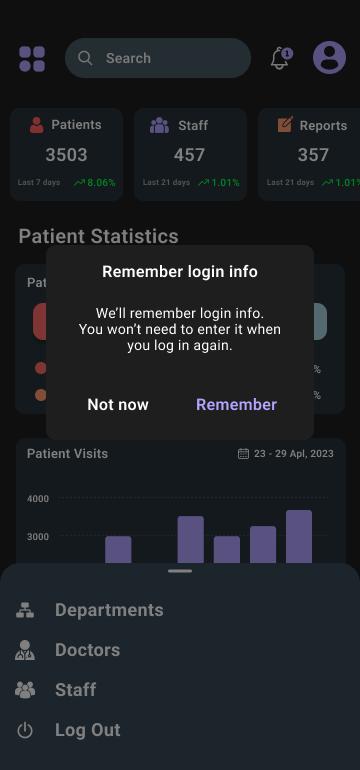 Search
1
Patients
3503
Last 7 days
8.06%
Staff
457
Last 21 days
1.01%
Reports
357
Last 21 days
1.01%
Patient Statistics
Pat
%
%
Remember login info
We’ll remember login info.
You won’t need to enter it when
you log in again.
Not now
Remember
Patient Visits
23 - 29 Apl, 2023
4000
3000
Departments
Doctors
Staff
Log Out